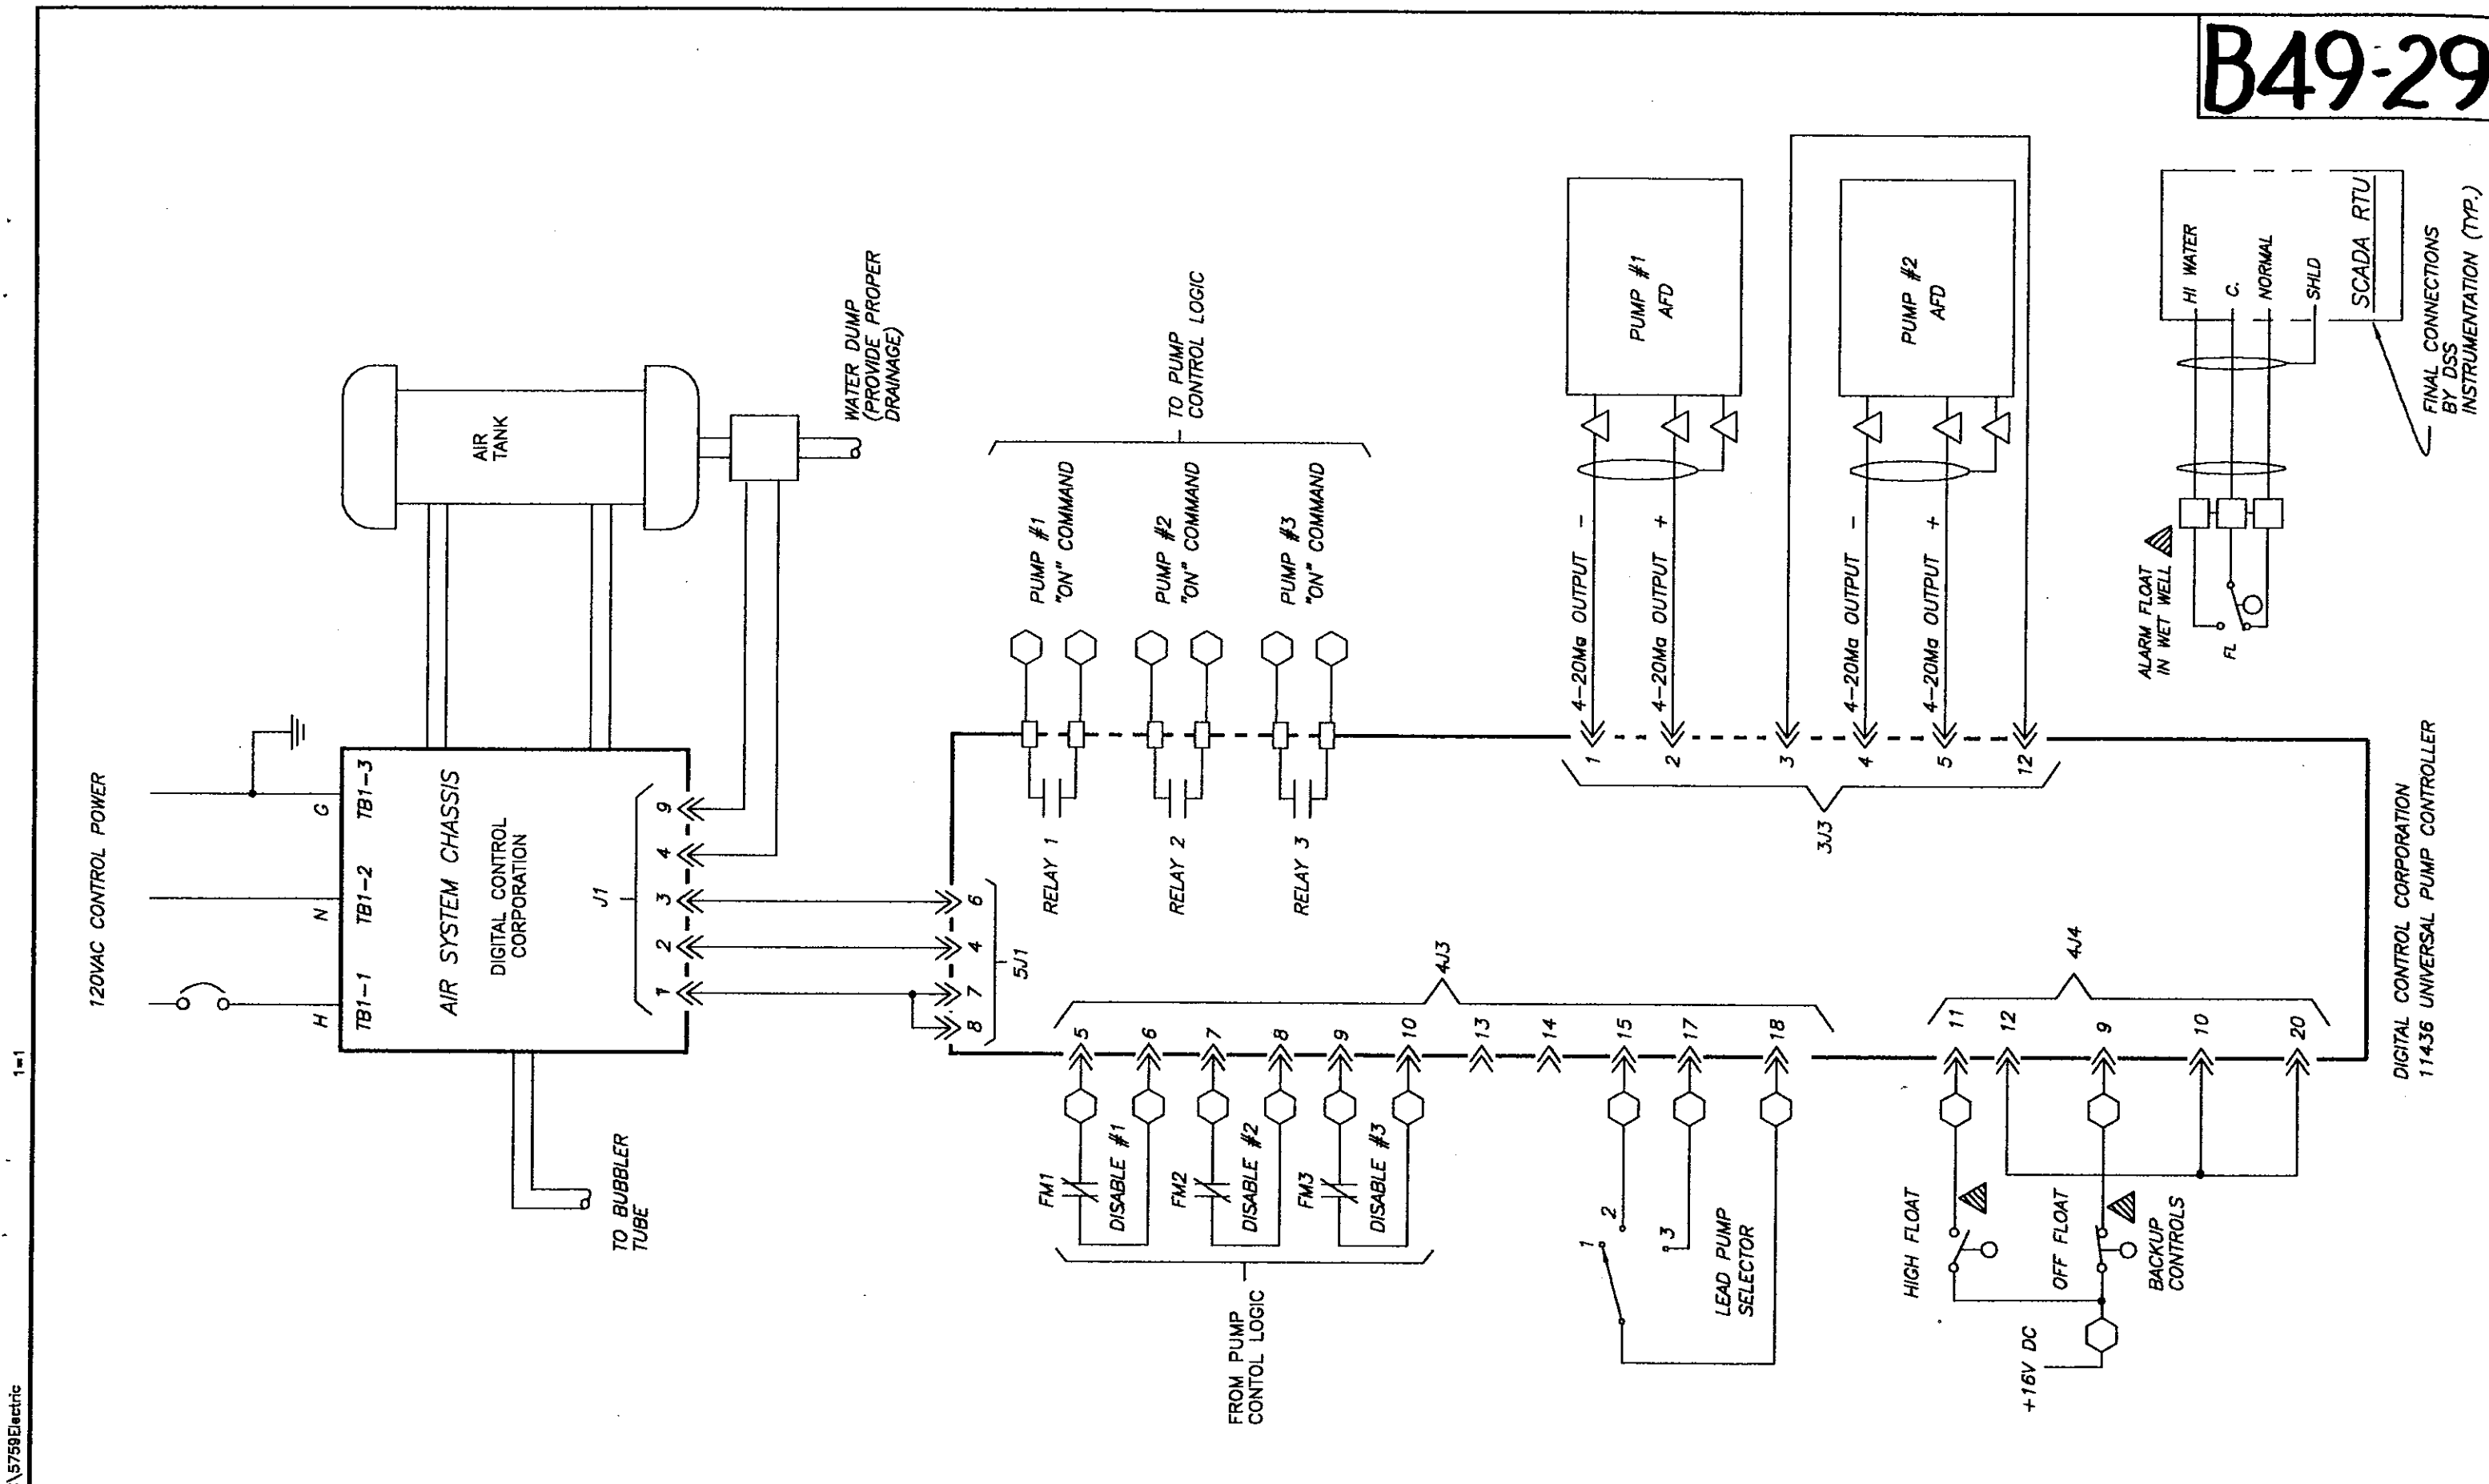 B49-29
\5759Electric
1=1
120VAC CONTROL POWER
H
N
G
TB1-1
TB1-2
TB1-3
AIR SYSTEM CHASSIS
DIGITAL CONTROL
CORPORATION
J1
1
2
3
4
9
AIR
TANK
WATER DUMP
(PROVIDE PROPER
DRAINAGE)
TO BUBBLER
TUBE
8
7
4
6
5J1
RELAY 1
RELAY 2
RELAY 3
PUMP #1
"ON" COMMAND
PUMP #2
"ON" COMMAND
PUMP #3
"ON" COMMAND
TO PUMP
CONTROL LOGIC
FM1
DISABLE #1
FM2
DISABLE #2
FM3
DISABLE #3
FROM PUMP
CONTOL LOGIC
5
6
7
8
9
10
13
14
15
17
18
4J3
1
2
3
LEAD PUMP
SELECTOR
11
12
9
10
20
4J4
HIGH FLOAT
OFF FLOAT
BACKUP
CONTROLS
+16V DC
1
2
3
4
5
12
3J3
4-20Ma OUTPUT -
4-20Ma OUTPUT +
4-20Ma OUTPUT -
4-20Ma OUTPUT +
PUMP #1
AFD
PUMP #2
AFD
DIGITAL CONTROL CORPORATION
11436 UNIVERSAL PUMP CONTROLLER
ALARM FLOAT
IN WET WELL
FL
HI WATER
C.
NORMAL
SHLD
SCADA RTU
FINAL CONNECTIONS
BY DSS
INSTRUMENTATION (TYP.)